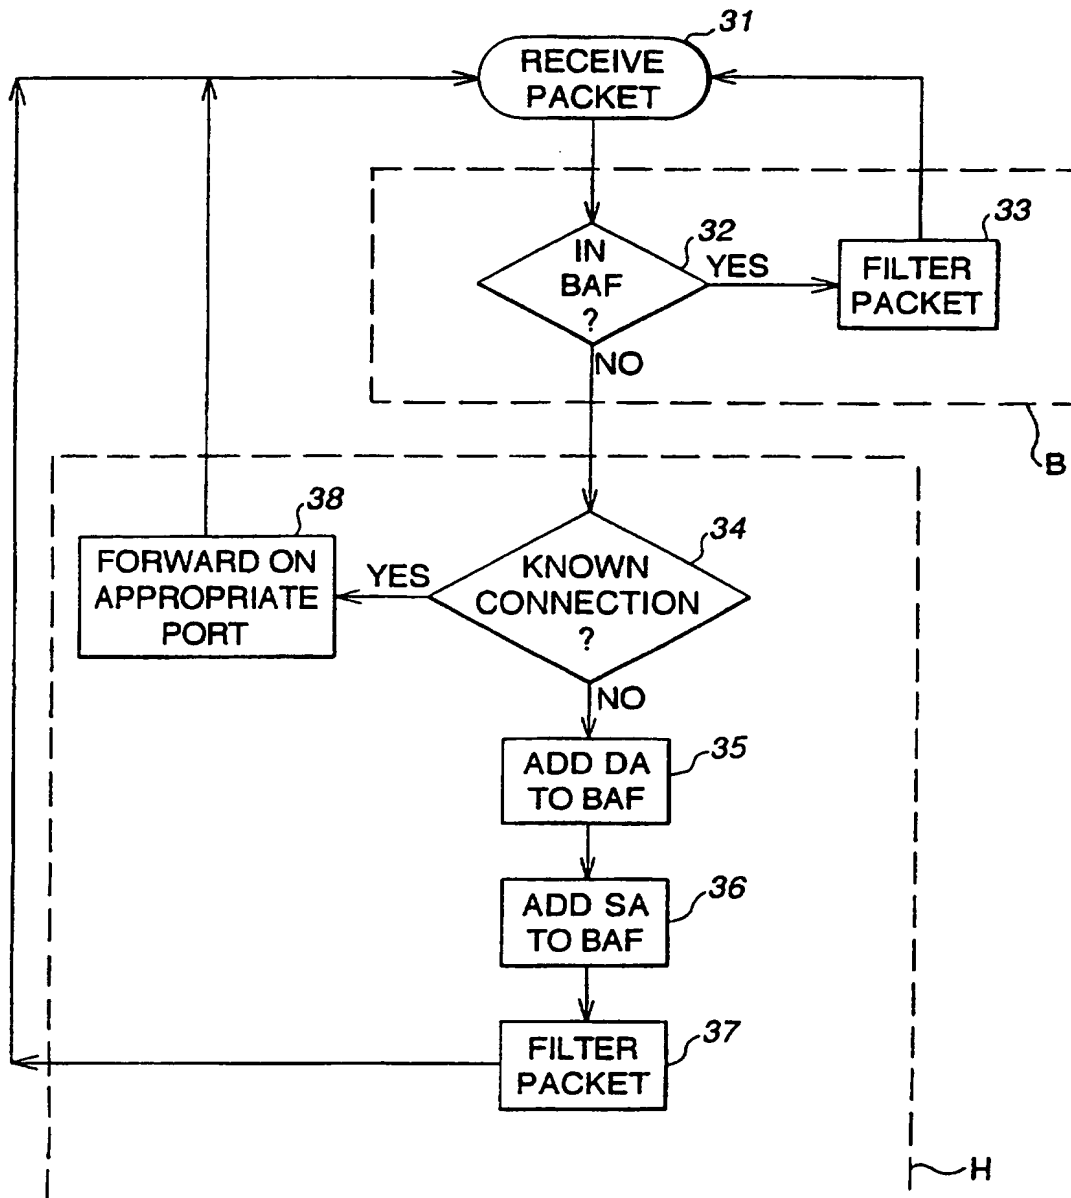 31
RECEIVE
PACKET
32
IN
BAF
?
YES
33
FILTER
PACKET
NO
B
38
FORWARD ON
APPROPRIATE
PORT
YES
34
KNOWN
CONNECTION
?
NO
35
ADD DA
TO BAF
36
ADD SA
TO BAF
37
FILTER
PACKET
H